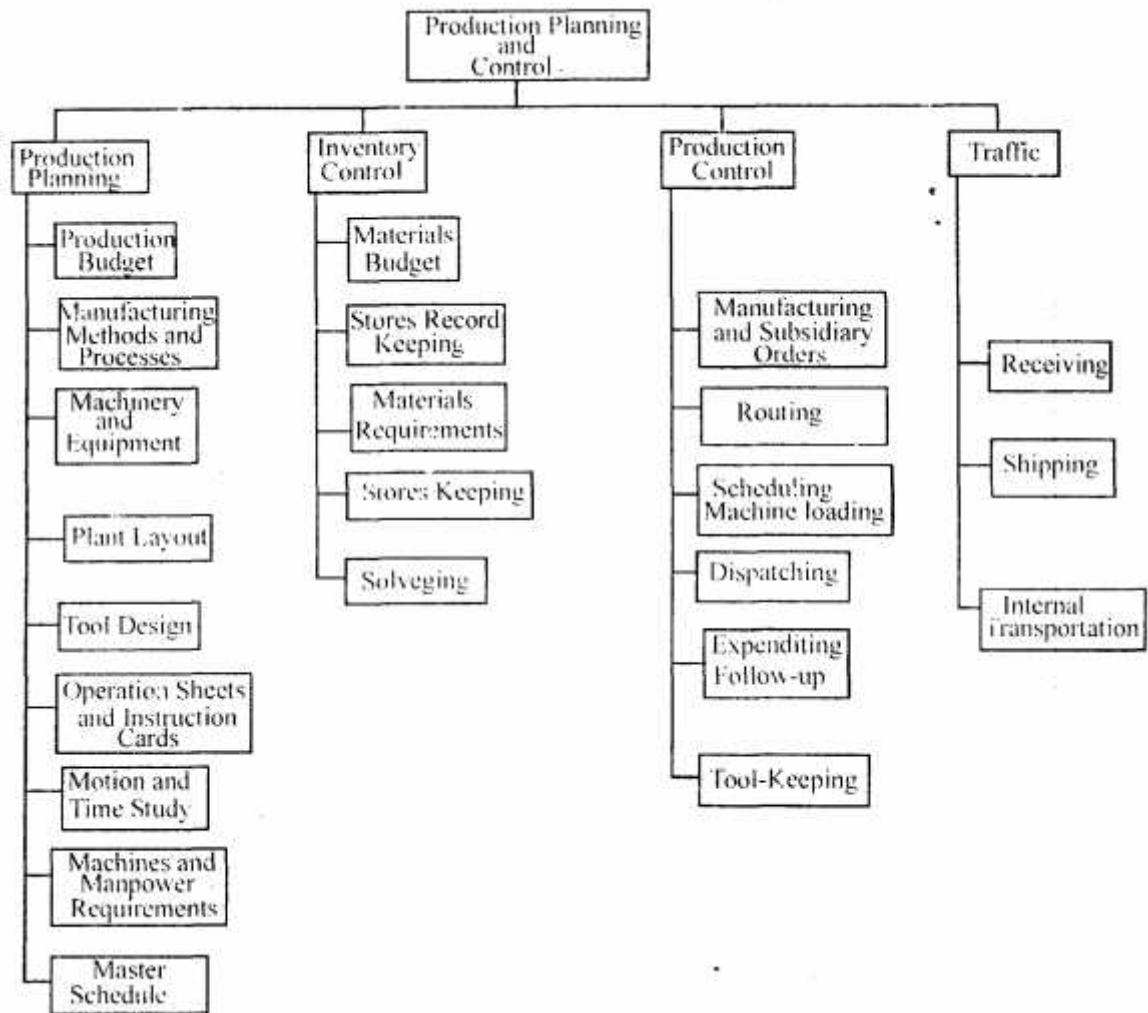 Production Planning
and
Control
Production
Planning
Production
Budget
Manufacturing
Methods and
Processes
Machinery
and
Equipment
Plant Layout
Tool Design
Operation Sheets
and Instruction
Cards
Motion and
Time Study
Machines and
Manpower
Requirements
Master
Schedule
Inventory
Control
Materials
Budget
Stores Record
Keeping
Materials
Requirements
Stores Keeping
Solveging
Production
Control
Manufacturing
and Subsidiary
Orders
Routing
Scheduling
Machine loading
Dispatching
Expenditing
Follow-up
Tool-Keeping
Traffic
Receiving
Shipping
Internal
Transportation